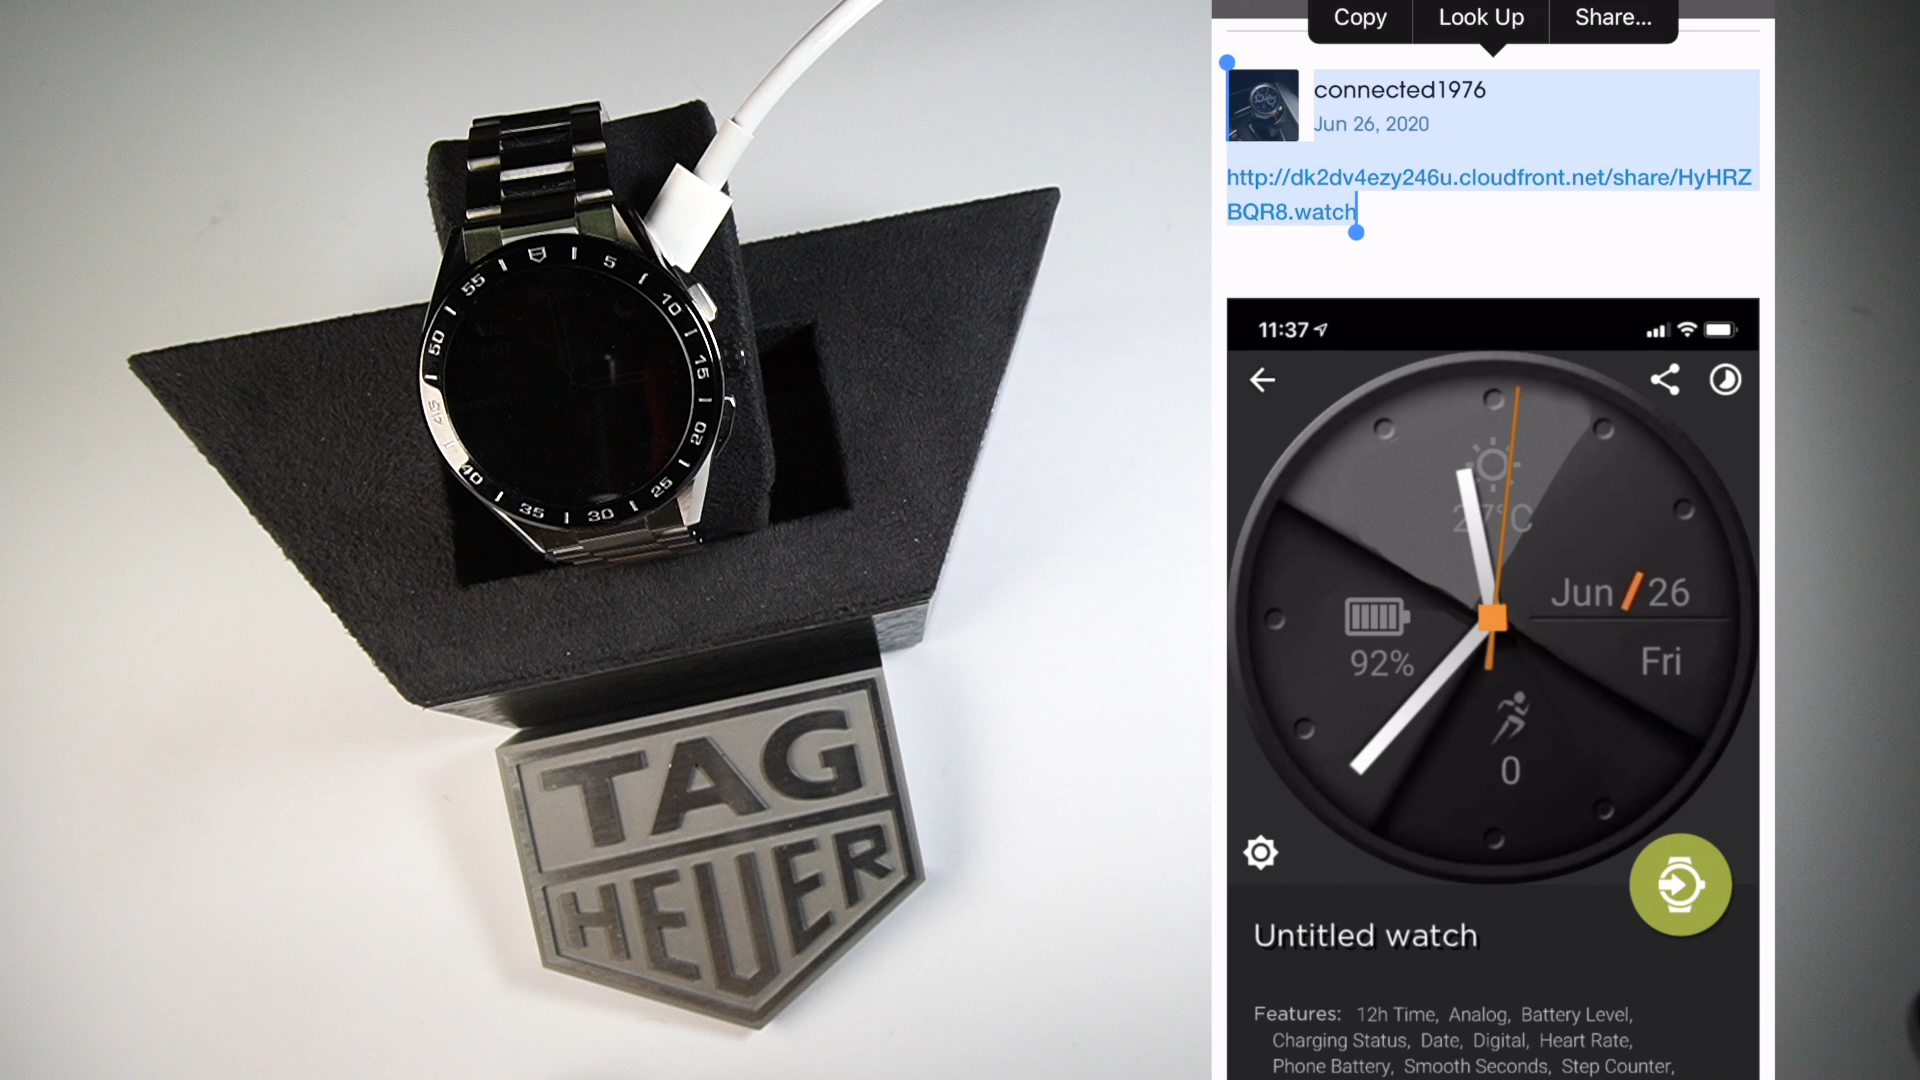 5
10
15
20
25
30
35
40
45
50
55
TAG
HEUER
Copy
Look Up
Share...
connected1976
Jun 26, 2020
http://dk2dv4ezy246u.cloudfront.net/share/HyHRZ
BQR8.watch
11:37
27°C
Jun / 26
Fri
92%
0
Untitled watch
Features: 12h Time, Analog, Battery Level,
Charging Status, Date, Digital, Heart Rate,
Phone Battery, Smooth Seconds, Step Counter,